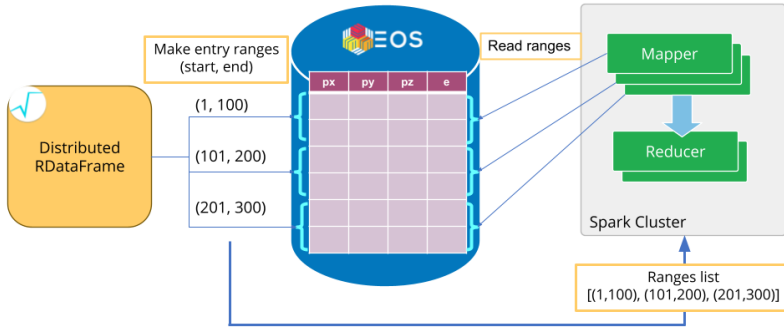 Make entry ranges
(start, end)
EOS
Read ranges
Mapper
px py pz e
(1, 100)
Distributed
RDataFrame
(101, 200)
Reducer
(201, 300)
Spark Cluster
Ranges list
[(1,100), (101,200), (201,300)]